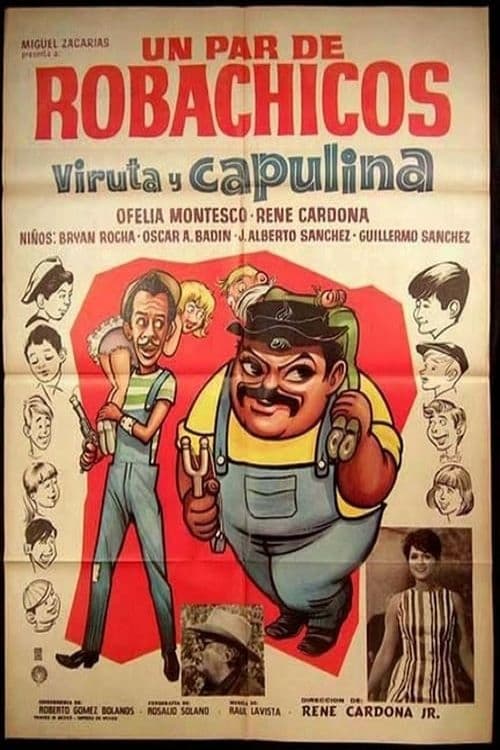 MIGUEL ZACARIAS
presenta a:
UN PAR DE
ROBACHICOS
Viruta y capulina
OFELIA MONTESCO · RENE CARDONA
NIÑOS: BRYAN ROCHA · OSCAR A. BADIN · J. ALBERTO SANCHEZ · GUILLERMO SANCHEZ
ROBERTO GOMEZ BOLAÑOS
FOTOGRAFIA DE:
ROSALIO SOLANO
MUSICA DE:
RAUL LAVISTA
DIRECCION DE:
RENE CARDONA JR.